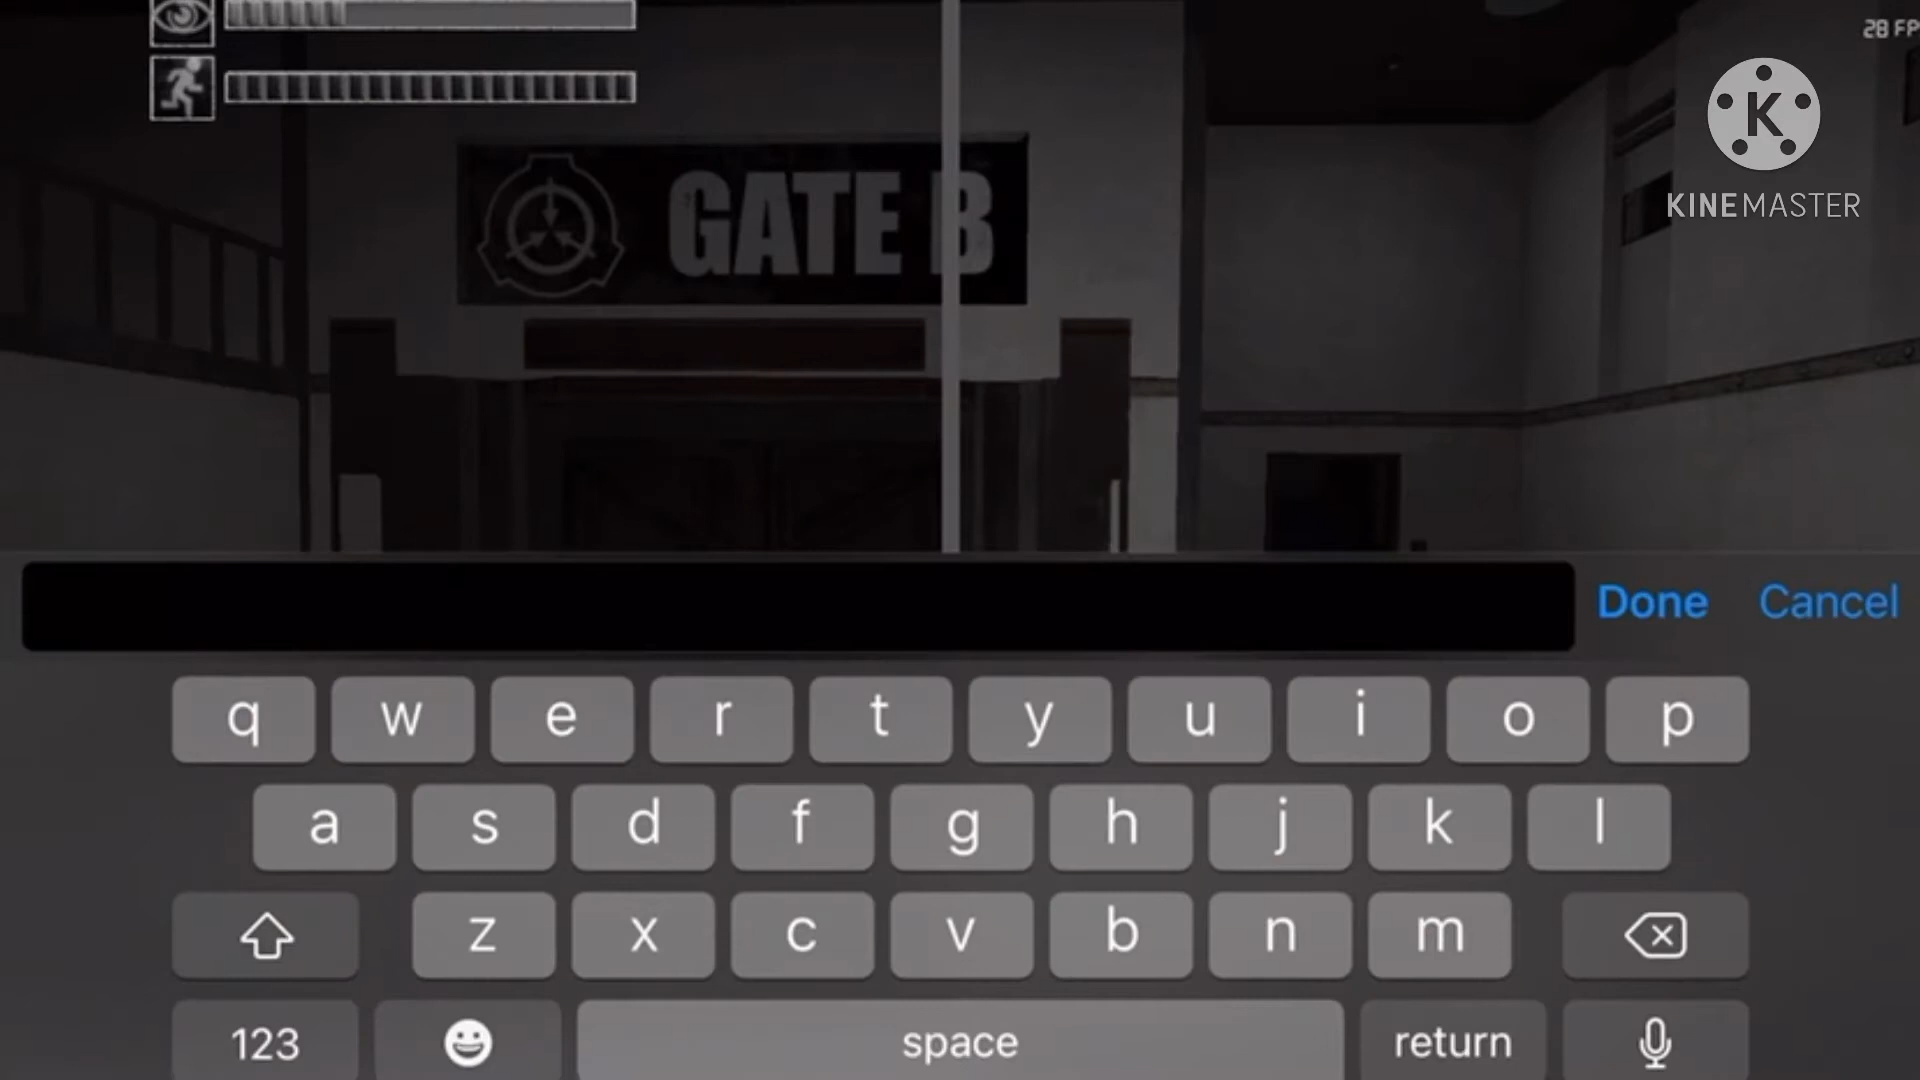 28 FP
K
KINEMASTER
GATE B
Done Cancel
q w e r t y u i o p
a s d f g h j k l
z x c v b n m
123 space return